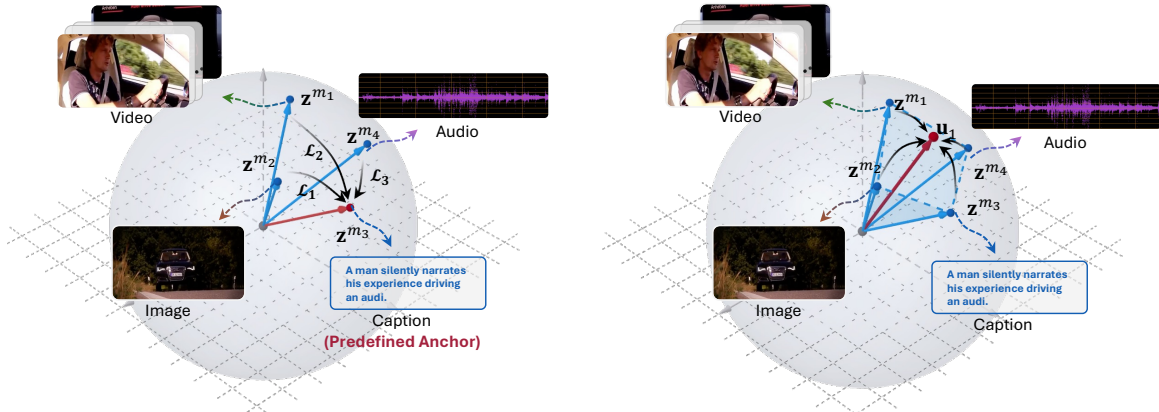 Video
z^{m_1}
z^{m_4}
Audio
z^{m_2}
ℒ_2
ℒ_1
ℒ_3
z^{m_3}
A man silently narrates
his experience driving
an audi.
Image
Caption
(Predefined Anchor)
Video
z^{m_1}
u_1
Audio
z^{m_2}
z^{m_4}
z^{m_3}
A man silently narrates
his experience driving
an audi.
Image
Caption